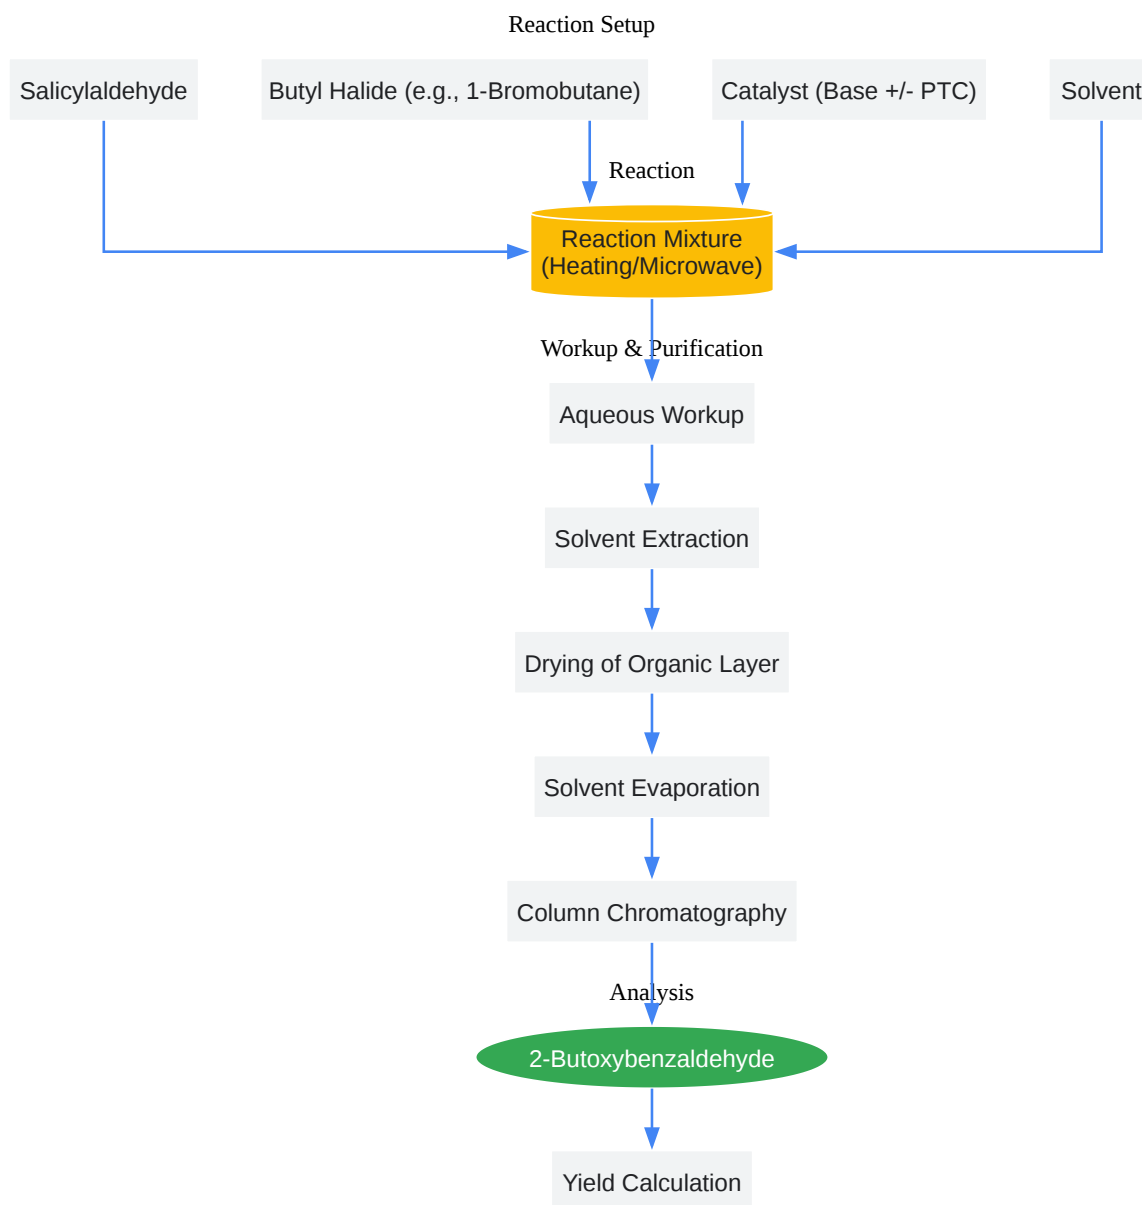 Reaction Setup
Salicylaldehyde
Butyl Halide (e.g., 1-Bromobutane)
Catalyst (Base +/- PTC)
Solvent
Reaction
Reaction Mixture
(Heating/Microwave)
Workup & Purification
Aqueous Workup
Solvent Extraction
Drying of Organic Layer
Solvent Evaporation
Column Chromatography
Analysis
2-Butoxybenzaldehyde
Yield Calculation